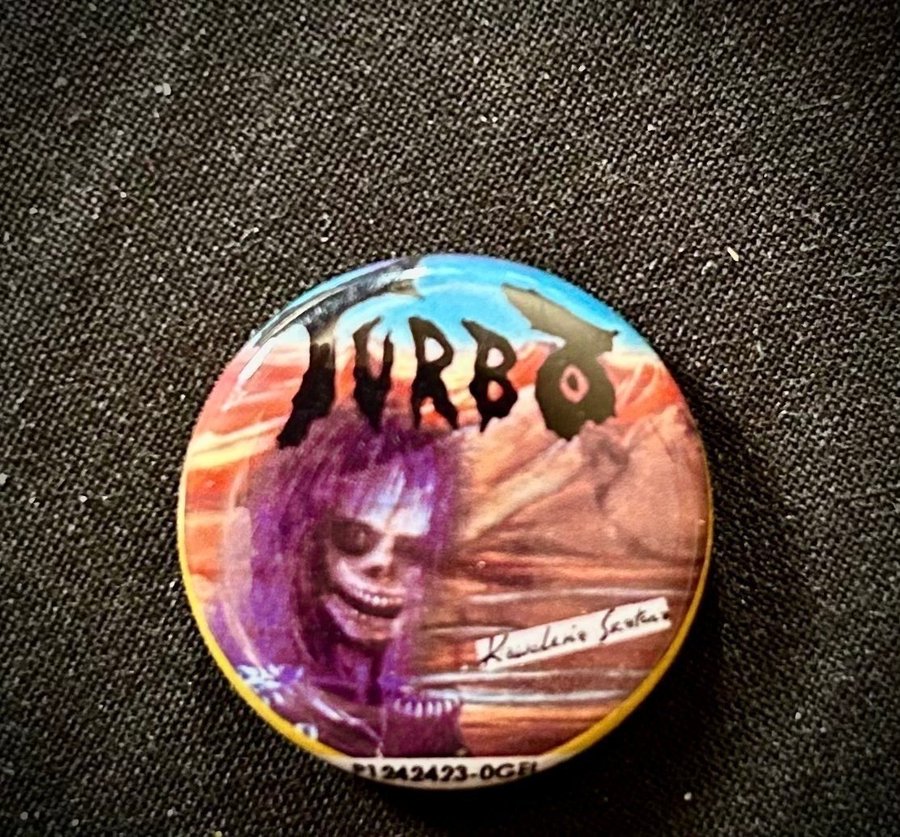 TURBO
Kawaleria Szatana
P1242423-0GEL